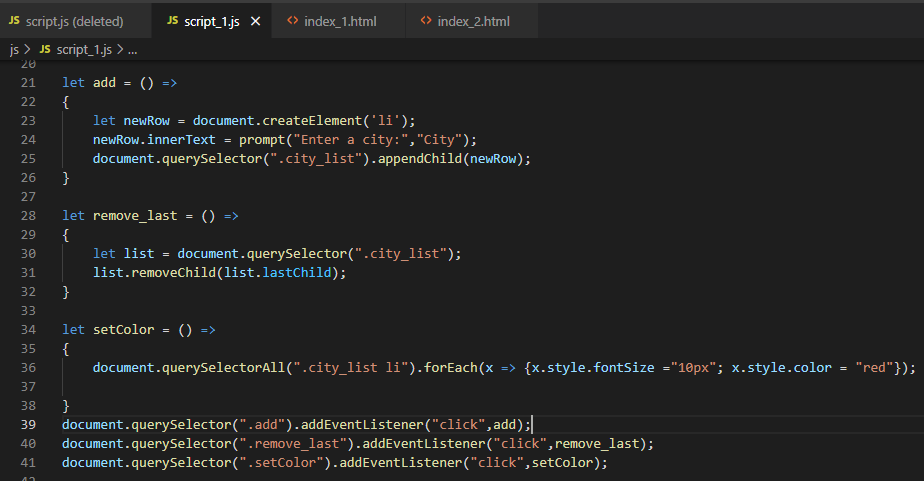 JS script.js (deleted) JS script_1.js × <> index_1.html <> index_2.html
js > JS script_1.js > ...
20
21 let add = () =>
22 {
23     let newRow = document.createElement('li');
24     newRow.innerText = prompt("Enter a city:","City");
25     document.querySelector(".city_list").appendChild(newRow);
26 }
27
28 let remove_last = () =>
29 {
30     let list = document.querySelector(".city_list");
31     list.removeChild(list.lastChild);
32 }
33
34 let setColor = () =>
35 {
36     document.querySelectorAll(".city_list li").forEach(x => {x.style.fontSize ="10px"; x.style.color = "red"});
37
38 }
39 document.querySelector(".add").addEventListener("click",add);
40 document.querySelector(".remove_last").addEventListener("click",remove_last);
41 document.querySelector(".setColor").addEventListener("click",setColor);